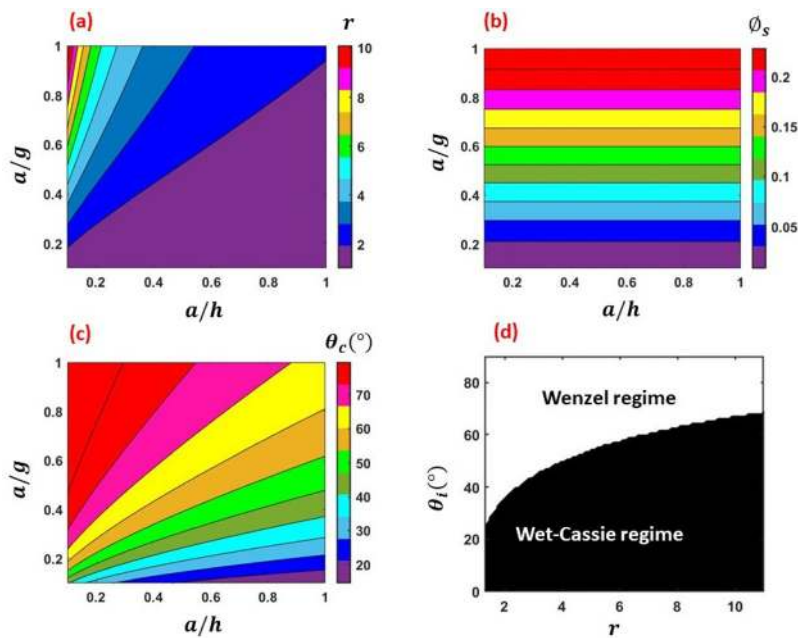 (a) r
1 0.8 0.6 0.4 0.2
a/g
0.2 0.4 0.6 0.8 1
a/h
10 8 6 4 2
(b) ∅s
1 0.8 0.6 0.4 0.2
a/g
0.2 0.4 0.6 0.8 1
a/h
0.2 0.15 0.1 0.05
(c) θc(°)
1 0.8 0.6 0.4 0.2
a/g
0.2 0.4 0.6 0.8 1
a/h
70 60 50 40 30 20
(d)
80 60 40 20 0
θi(°)
Wenzel regime
Wet-Cassie regime
2 4 6 8 10
r